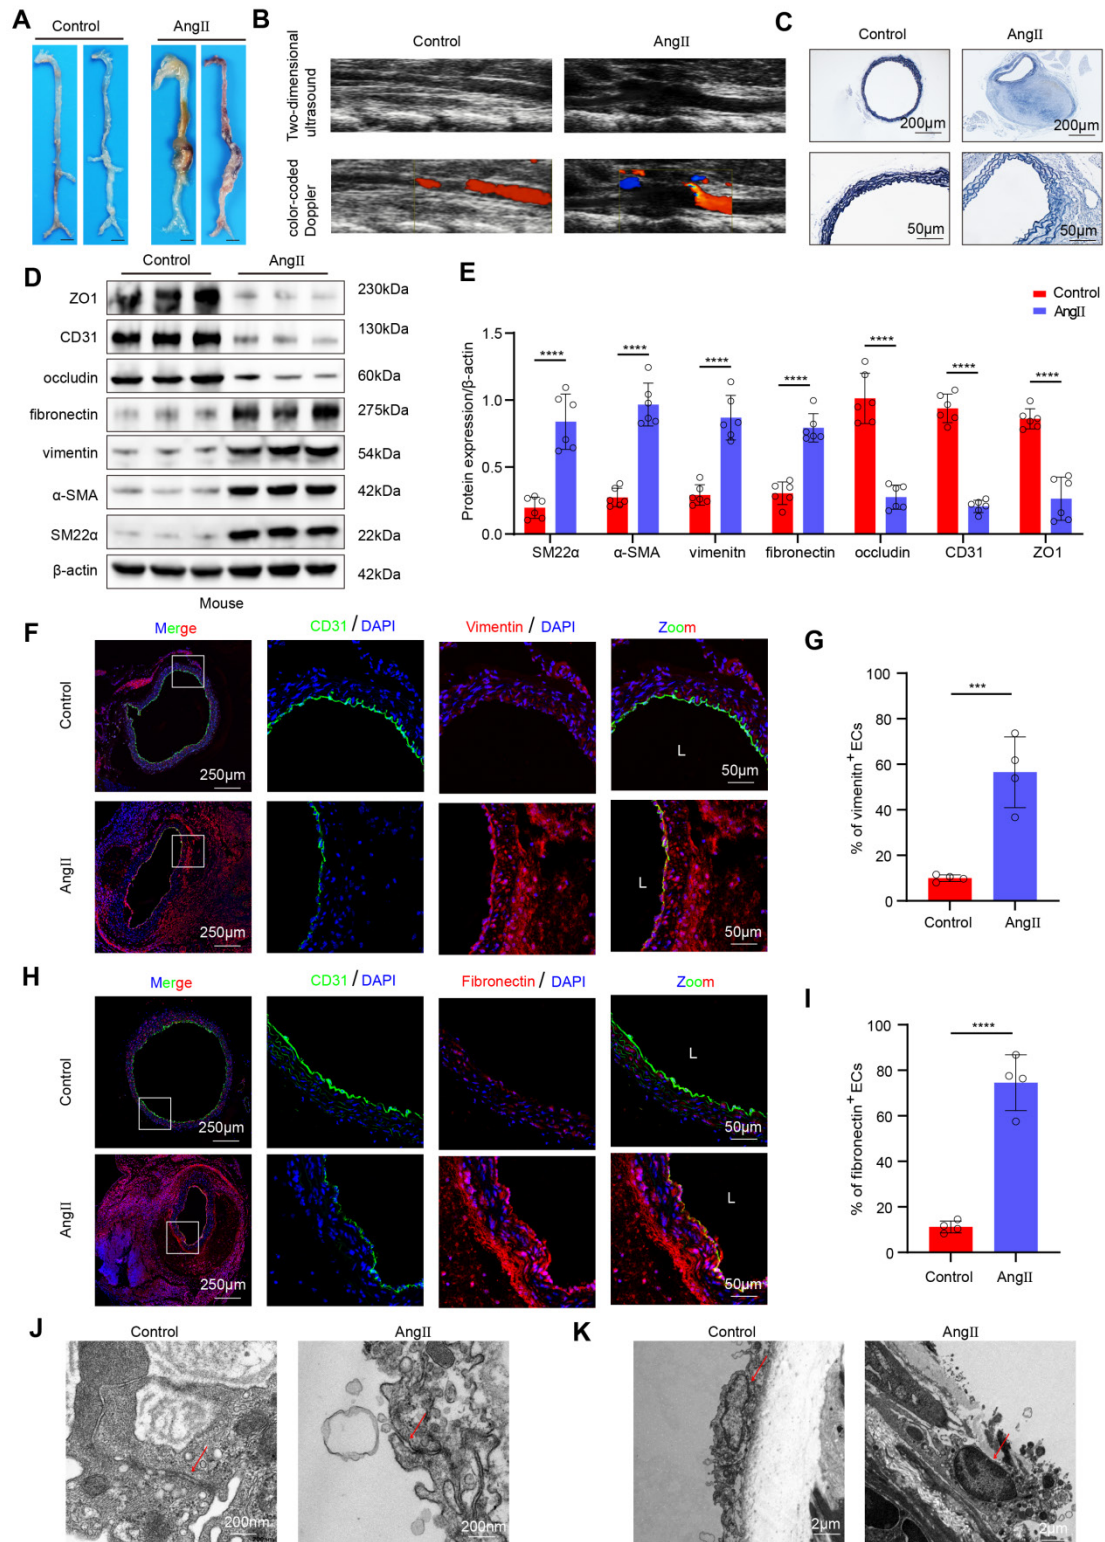 A
Control
AngII
B
Control
AngII
Two-dimensional
ultrasound
color-coded
Doppler
C
Control
AngII
200µm
200µm
50µm
50µm
D
Control
AngII
ZO1
230kDa
CD31
130kDa
occludin
60kDa
fibronectin
275kDa
vimentin
54kDa
α-SMA
42kDa
SM22α
22kDa
β-actin
42kDa
Mouse
E
Control
AngII
Protein expression/β-actin
1.5
1.0
0.5
0.0
****
****
****
****
****
****
****
SM22α
α-SMA
vimenitn
fibronectin
occludin
CD31
ZO1
F
Merge
CD31 / DAPI
Vimentin / DAPI
Zoom
Control
250µm
L
50µm
AngII
250µm
50µm
L
50µm
G
% of vimenitn+ ECs
100
80
60
40
20
0
***
Control
AngII
H
Merge
CD31 / DAPI
Fibronectin / DAPI
Zoom
Control
250µm
L
50µm
AngII
250µm
L
50µm
I
% of fibronectin+ ECs
100
80
60
40
20
0
****
Control
AngII
J
Control
AngII
200nm
200nm
K
Control
AngII
2µm
2µm